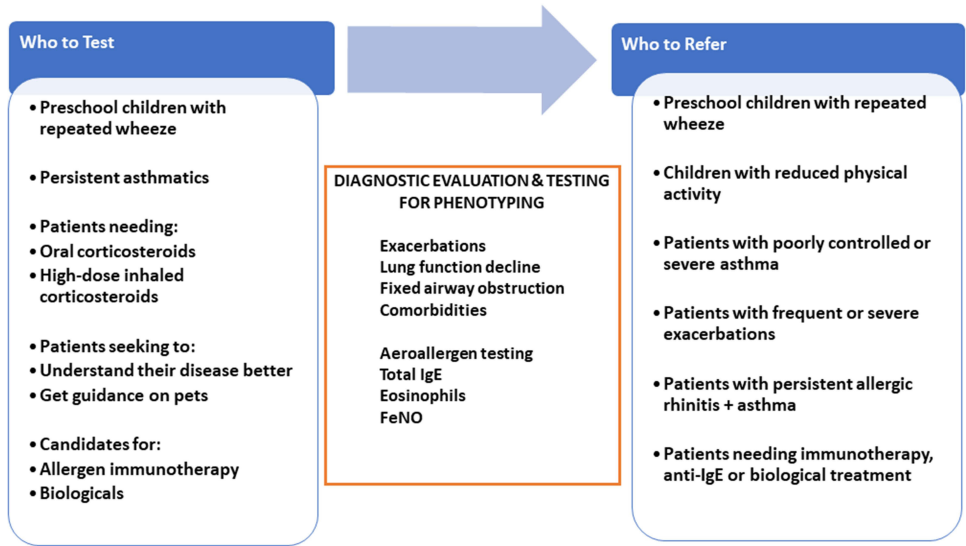 Who to Test
• Preschool children with
repeated wheeze
• Persistent asthmatics
• Patients needing:
• Oral corticosteroids
• High-dose inhaled
corticosteroids
• Patients seeking to:
• Understand their disease better
• Get guidance on pets
• Candidates for:
• Allergen immunotherapy
• Biologicals
DIAGNOSTIC EVALUATION & TESTING
FOR PHENOTYPING
Exacerbations
Lung function decline
Fixed airway obstruction
Comorbidities
Aeroallergen testing
Total IgE
Eosinophils
FeNO
Who to Refer
• Preschool children with repeated
wheeze
• Children with reduced physical
activity
• Patients with poorly controlled or
severe asthma
• Patients with frequent or severe
exacerbations
• Patients with persistent allergic
rhinitis + asthma
• Patients needing immunotherapy,
anti-IgE or biological treatment